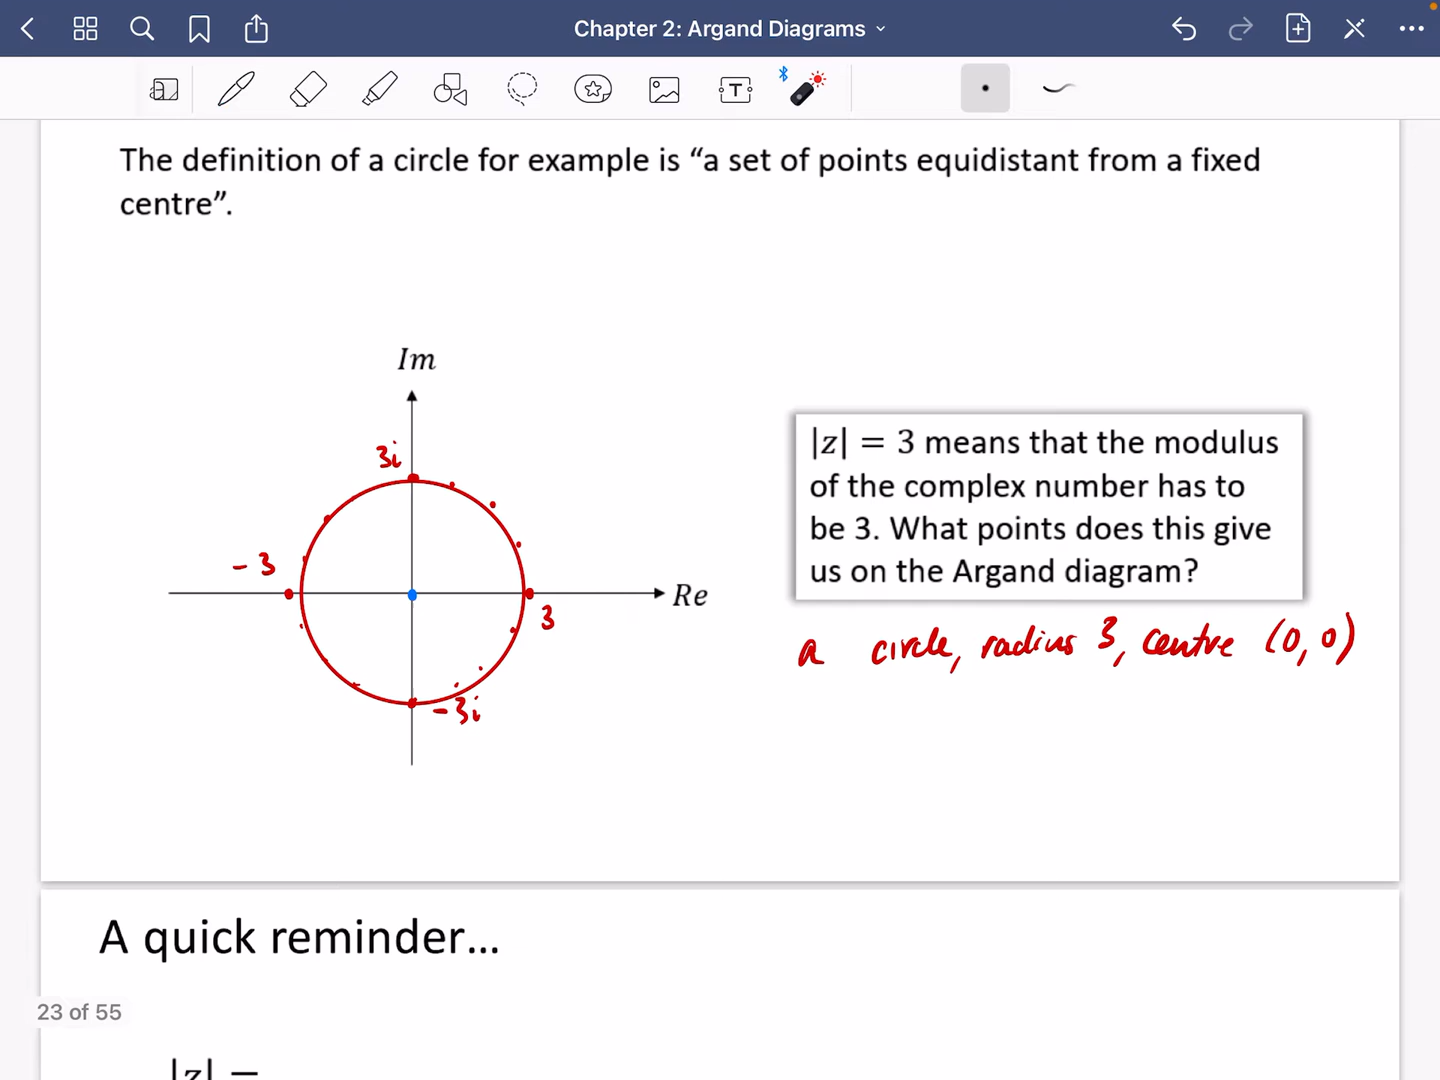 Chapter 2: Argand Diagrams
The definition of a circle for example is “a set of points equidistant from a fixed
centre”.
Im
3i
-3
Re
3
-3i
|z| = 3 means that the modulus
of the complex number has to
be 3. What points does this give
us on the Argand diagram?
a circle, radius 3, centre (0,0)
A quick reminder...
23 of 55
|z| =